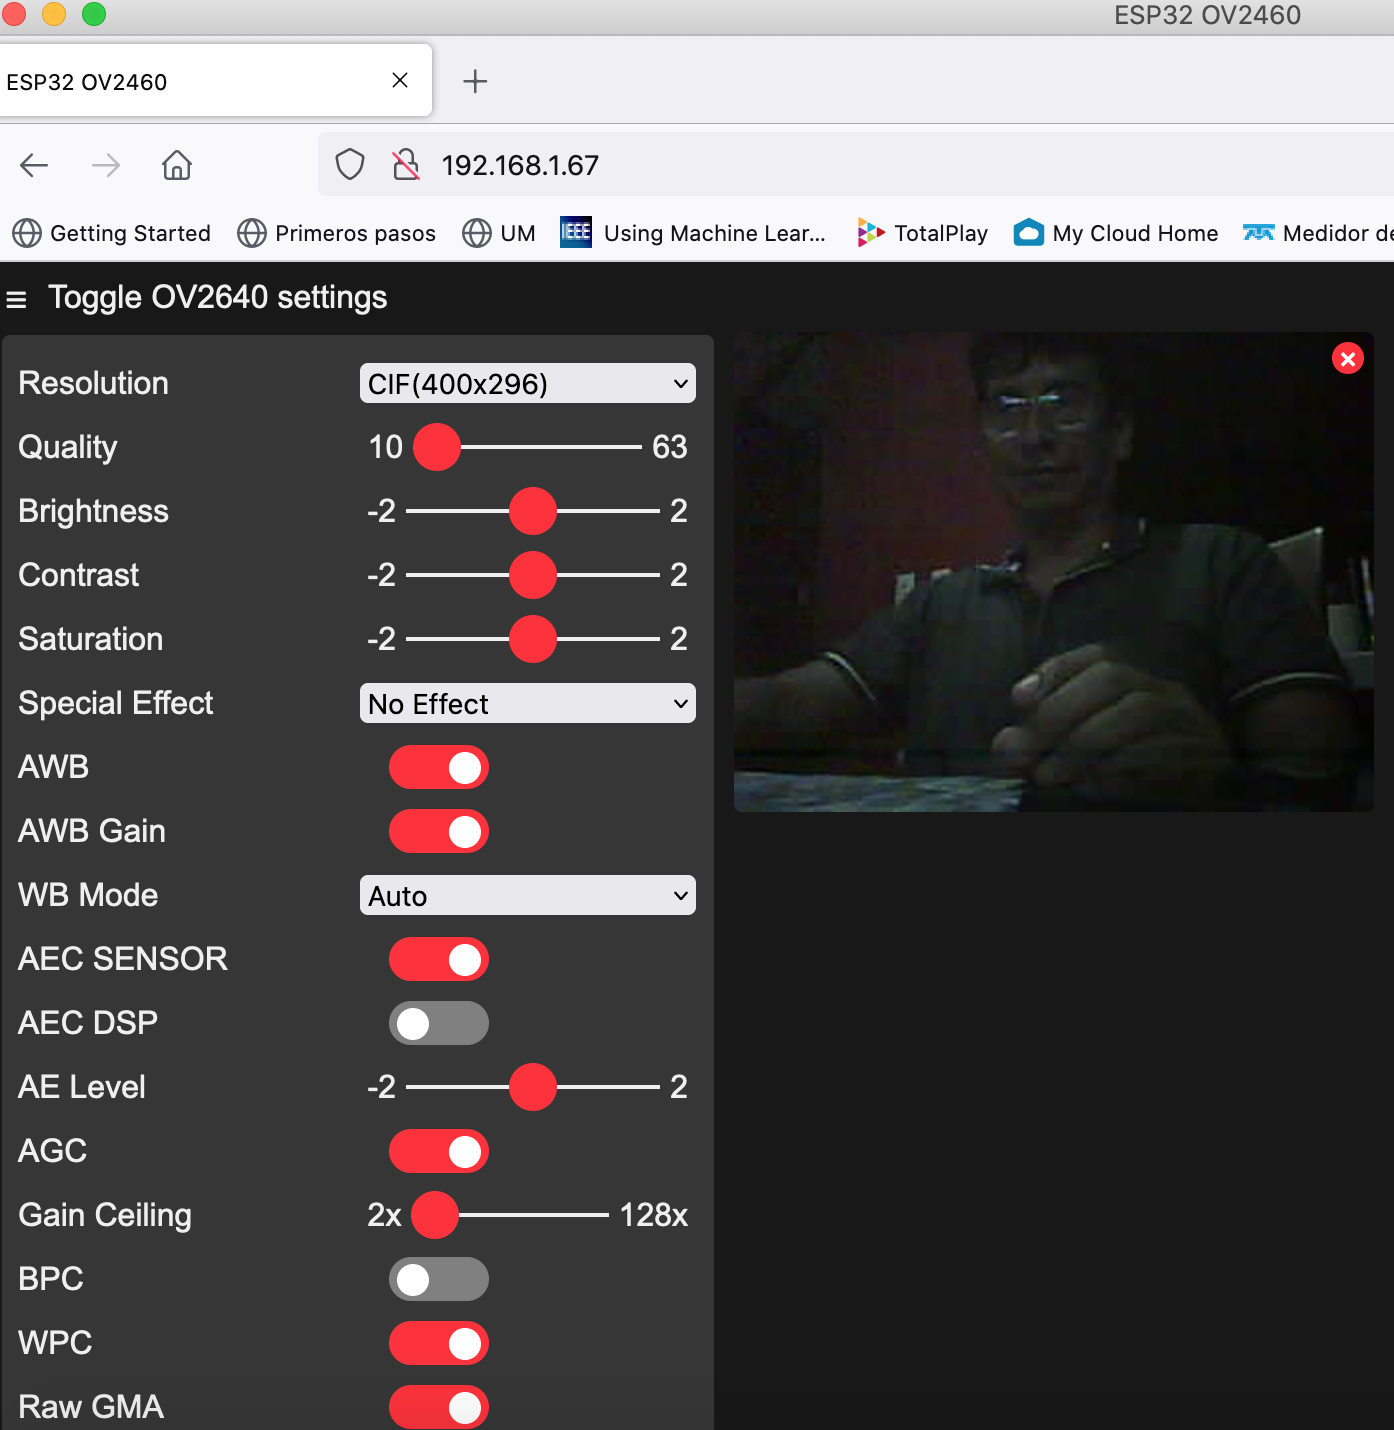 ESP32 OV2460
ESP32 OV2460
192.168.1.67
Getting Started Primeros pasos UM IEEE Using Machine Lear... TotalPlay My Cloud Home Medidor de
Toggle OV2640 settings
Resolution CIF(400x296)
Quality 10 63
Brightness -2 2
Contrast -2 2
Saturation -2 2
Special Effect No Effect
AWB
AWB Gain
WB Mode Auto
AEC SENSOR
AEC DSP
AE Level -2 2
AGC
Gain Ceiling 2x 128x
BPC
WPC
Raw GMA